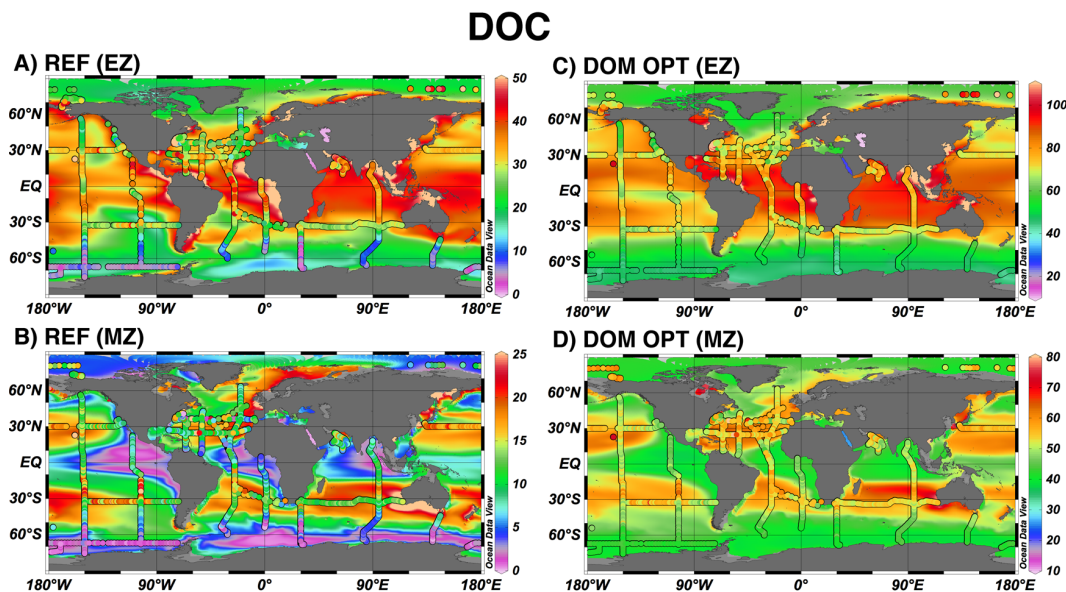 DOC
A) REF (EZ)
60°N
30°N
EQ
30°S
60°S
180°W
90°W
0°
90°E
180°E
50
40
30
20
10
0
Ocean Data View
C) DOM OPT (EZ)
60°N
30°N
EQ
30°S
60°S
180°W
90°W
0°
90°E
180°E
100
80
60
40
20
Ocean Data View
B) REF (MZ)
60°N
30°N
EQ
30°S
60°S
180°W
90°W
0°
90°E
180°E
25
20
15
10
5
0
Ocean Data View
D) DOM OPT (MZ)
60°N
30°N
EQ
30°S
60°S
180°W
90°W
0°
90°E
180°E
80
70
60
50
40
30
20
10
Ocean Data View